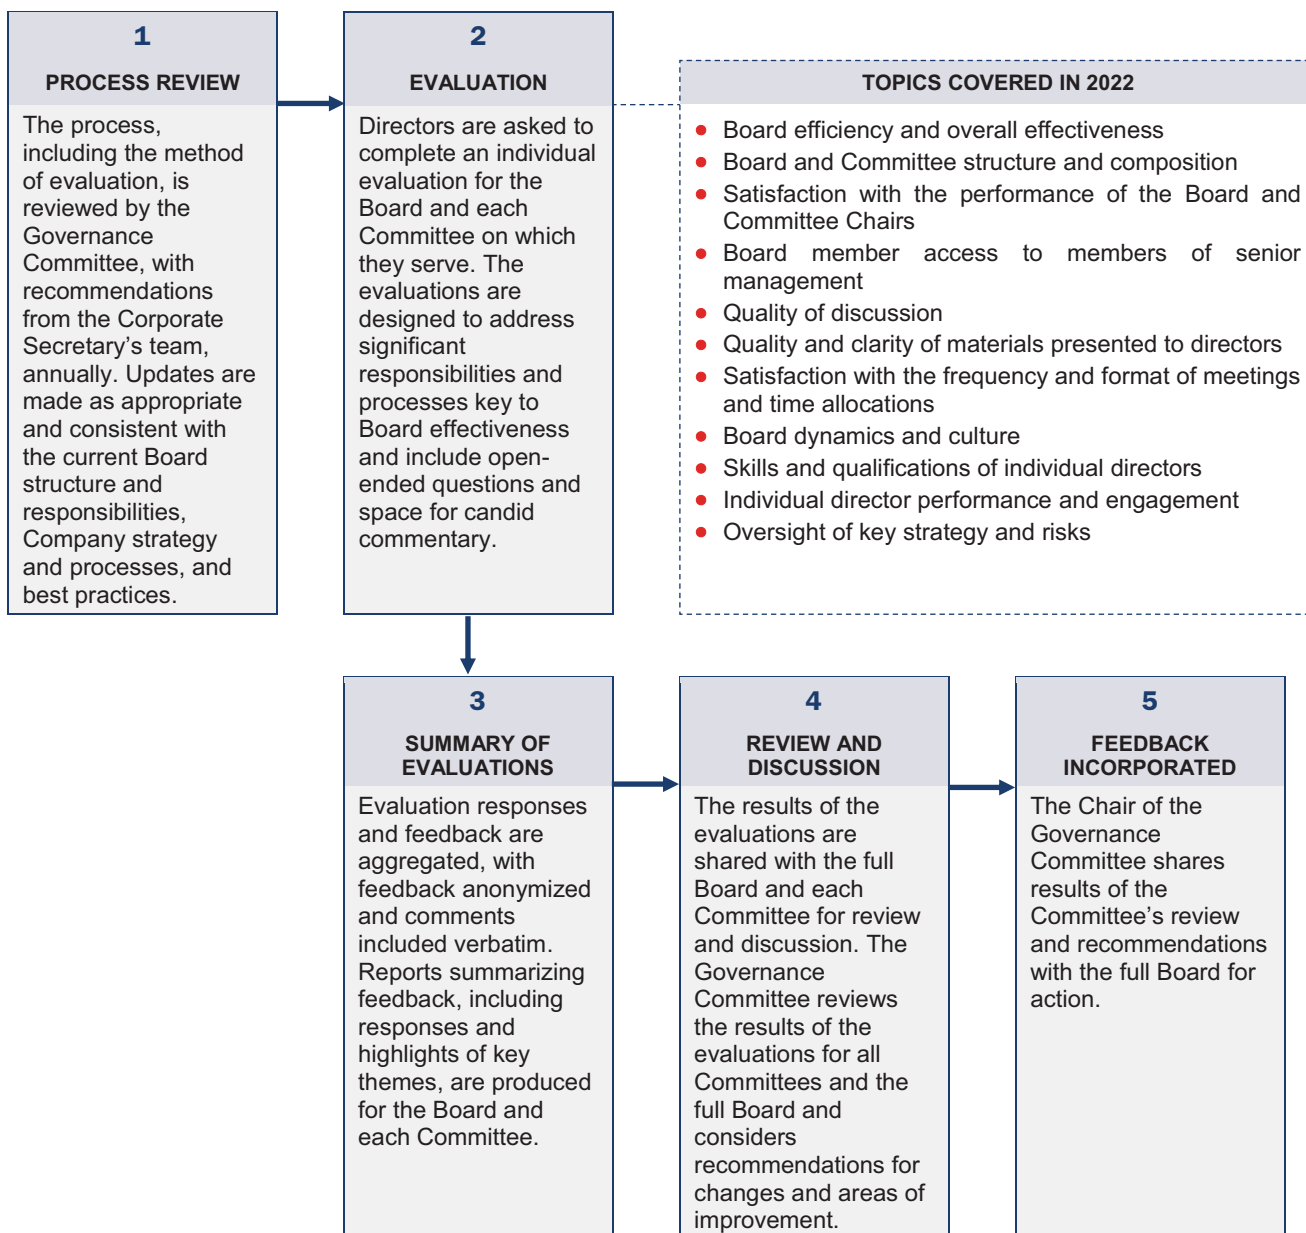 1
PROCESS REVIEW
The process,
including the method
of evaluation, is
reviewed by the
Governance
Committee, with
recommendations
from the Corporate
Secretary’s team,
annually. Updates are
made as appropriate
and consistent with
the current Board
structure and
responsibilities,
Company strategy
and processes, and
best practices.
2
EVALUATION
Directors are asked to
complete an individual
evaluation for the
Board and each
Committee on which
they serve. The
evaluations are
designed to address
significant
responsibilities and
processes key to
Board effectiveness
and include open-
ended questions and
space for candid
commentary.
TOPICS COVERED IN 2022
• Board efficiency and overall effectiveness
• Board and Committee structure and composition
• Satisfaction with the performance of the Board and
Committee Chairs
• Board member access to members of senior
management
• Quality of discussion
• Quality and clarity of materials presented to directors
• Satisfaction with the frequency and format of meetings
and time allocations
• Board dynamics and culture
• Skills and qualifications of individual directors
• Individual director performance and engagement
• Oversight of key strategy and risks
3
SUMMARY OF
EVALUATIONS
Evaluation responses
and feedback are
aggregated, with
feedback anonymized
and comments
included verbatim.
Reports summarizing
feedback, including
responses and
highlights of key
themes, are produced
for the Board and
each Committee.
4
REVIEW AND
DISCUSSION
The results of the
evaluations are
shared with the full
Board and each
Committee for review
and discussion. The
Governance
Committee reviews
the results of the
evaluations for all
Committees and the
full Board and
considers
recommendations for
changes and areas of
improvement.
5
FEEDBACK
INCORPORATED
The Chair of the
Governance
Committee shares
results of the
Committee’s review
and recommendations
with the full Board for
action.